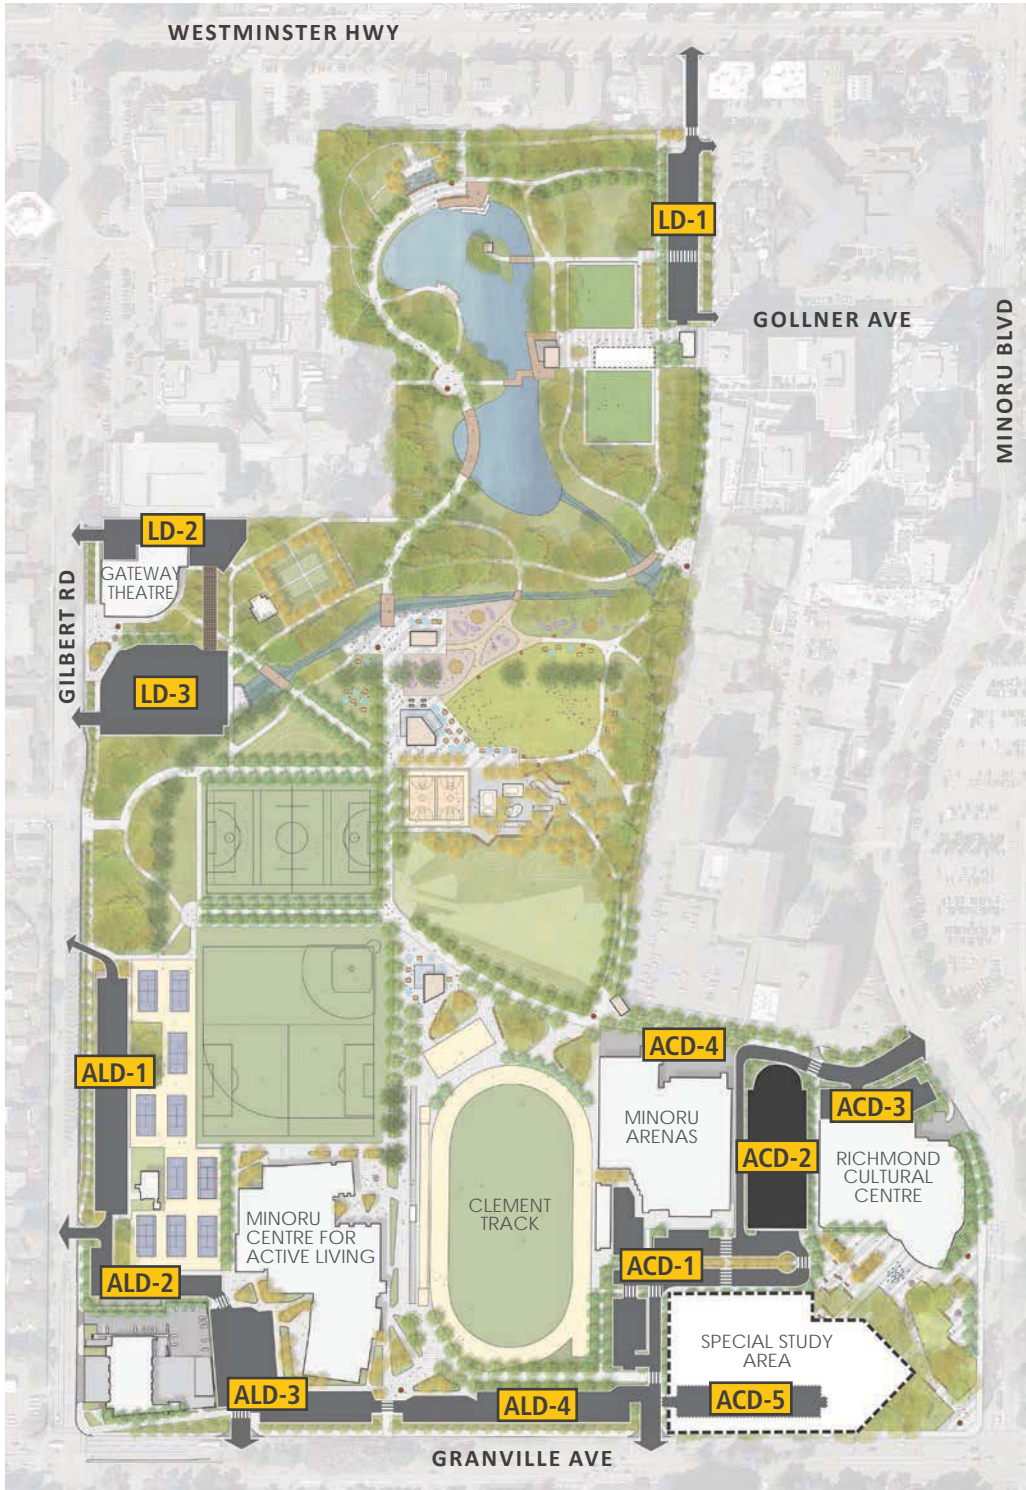 WESTMINSTER HWY
LD-1
GOLLNER AVE
MINORU BLVD
LD-2
GATEWAY
THEATRE
GILBERT RD
LD-3
ACD-4
ALD-1
ACD-3
MINORU
ARENAS
ACD-2
RICHMOND
CULTURAL
CENTRE
CLEMENT
TRACK
MINORU
CENTRE FOR
ACTIVE LIVING
ACD-1
ALD-2
SPECIAL STUDY
AREA
ALD-3
ALD-4
ACD-5
GRANVILLE AVE